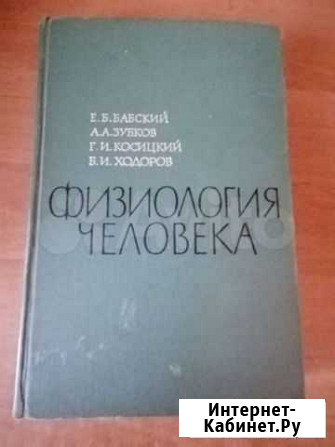 Е. Б. БАБСКИЙ
А. А. ЗУБКОВ
Г. И. КОСИЦКИЙ
Б. И. ХОДОРОВ
ФИЗИОЛОГИЯ
ЧЕЛОВЕКА
Интернет-
Кабинет.Ру